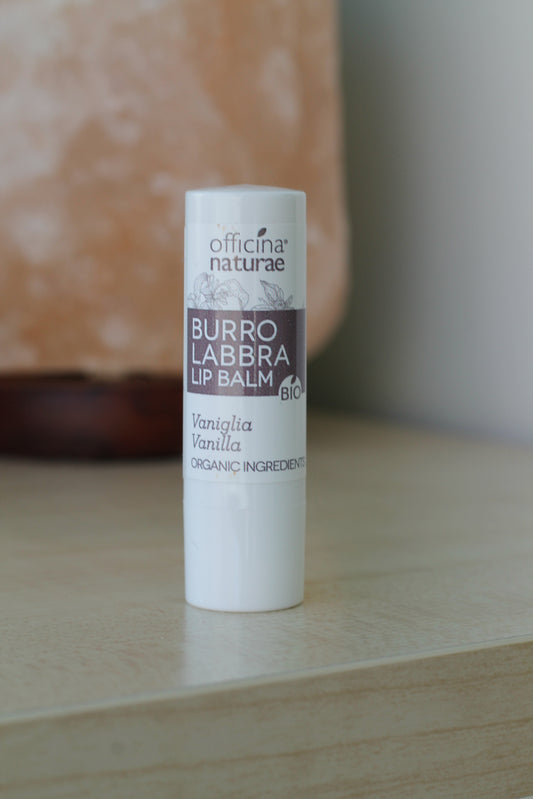 officina®
naturae
BURRO
LABBRA
LIP BALM
BIO
Vaniglia
Vanilla
ORGANIC INGREDIENTS